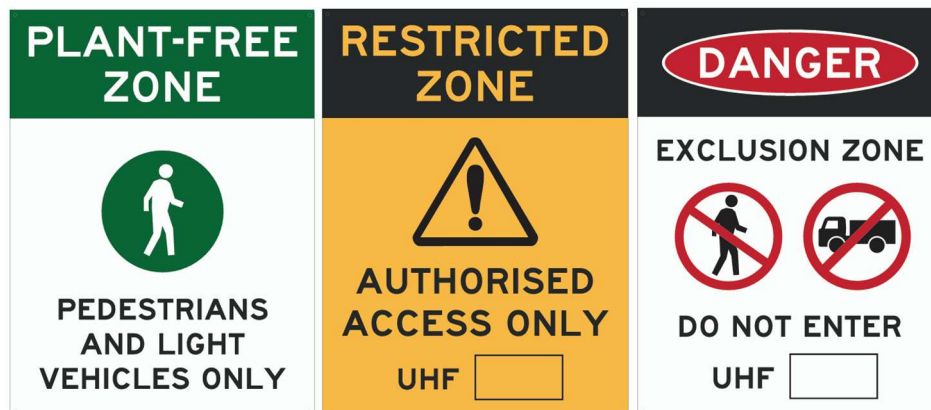 PLANT-FREE
ZONE
PEDESTRIANS
AND LIGHT
VEHICLES ONLY
RESTRICTED
ZONE
AUTHORISED
ACCESS ONLY
UHF
DANGER
EXCLUSION ZONE
DO NOT ENTER
UHF